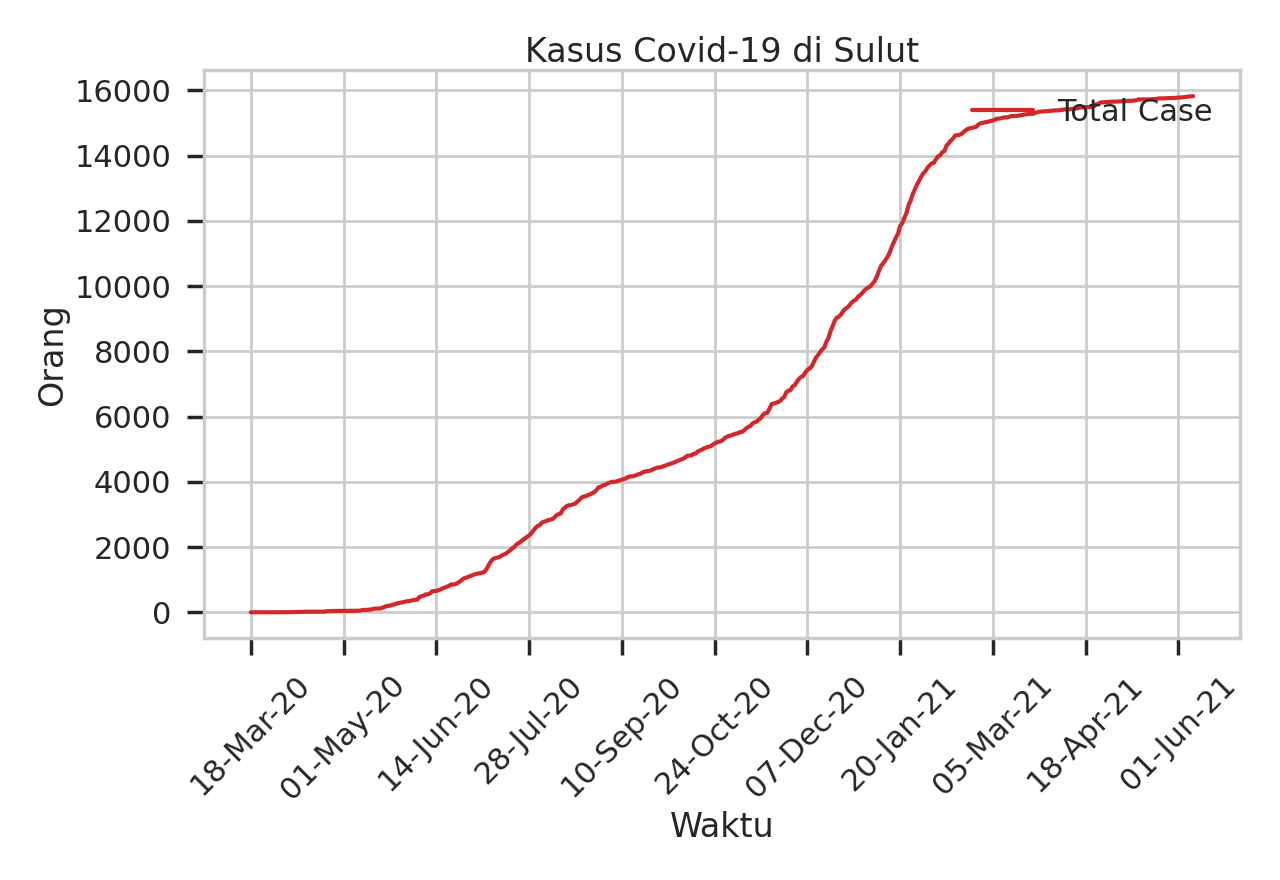 Kasus Covid-19 di Sulut
16000
14000
12000
10000
8000
6000
4000
2000
0
Orang
Total Case
18-Mar-20
01-May-20
14-Jun-20
28-Jul-20
10-Sep-20
24-Oct-20
07-Dec-20
20-Jan-21
05-Mar-21
18-Apr-21
01-Jun-21
Waktu